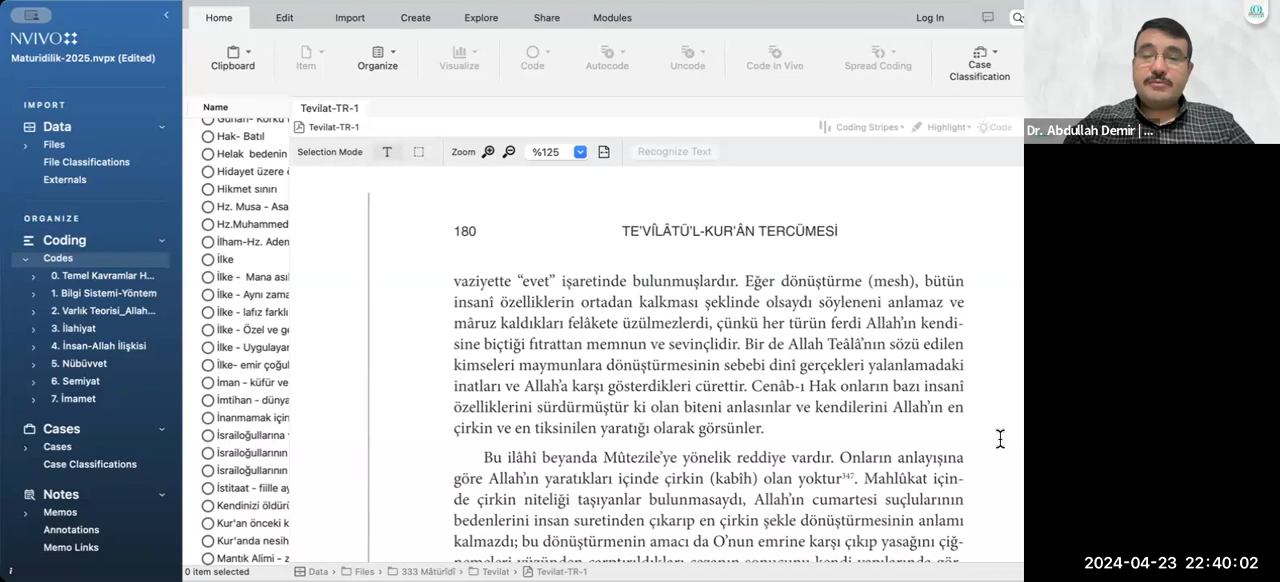 NVIVO
Maturidilik-2025.nvpx (Edited)
IMPORT
Data
Files
File Classifications
Externals
ORGANIZE
Coding
Codes
0. Temel Kavramlar H...
1. Bilgi Sistemi-Yöntem
2. Varlık Teorisi_Allah...
3. İlahiyat
4. İnsan-Allah İlişkisi
5. Nübüvvet
6. Semiyat
7. İmamet
Cases
Cases
Case Classifications
Notes
Memos
Annotations
Memo Links
Home Edit Import Create Explore Share Modules Log In
Clipboard Item Organize Visualize Code Autocode Uncode Code In Vivo Spread Coding Case Classification
Name
Hak- Batıl
Helak bedenin
Hidayet üzere
Hikmet sınırı
Hz. Musa - Asa
Hz.Muhammed
İlham-Hz. Aden
İlke
İlke - Mana ası
İlke - Aynı zama
İlke - lafız farklı
İlke - Özel ve ge
İlke - Uygulayar
İlke- emir çoğul
İman - küfür ve
İmtihan - dünya
İnanmamak için
İsrailoğullarına
İsrailoğullarının
İsrailoğullarının
İstitaat - fiille ay
Kendinizi öldürü
Kur'an önceki k
Kur'anda nesih
Mantık Alimi - z
0 item selected
Tevilat-TR-1
Tevilat-TR-1 Coding Stripes Highlight Code
Selection Mode Zoom %125 Recognize Text
180 TE’VÎLÂTÜ’L-KUR’ÂN TERCÜMESİ
vaziyette “evet” işaretinde bulunmuşlardır. Eğer dönüştürme (mesh), bütün
insanî özelliklerin ortadan kalkması şeklinde olsaydı söyleneni anlamaz ve
mâruz kaldıkları felâkete üzülmezlerdi, çünkü her türün ferdi Allah’ın kendi-
sine biçtiği fıtrattan memnun ve sevinçlidir. Bir de Allah Teâlâ’nın sözü edilen
kimseleri maymunlara dönüştürmesinin sebebi dinî gerçekleri yalanlamadaki
inatları ve Allah’a karşı gösterdikleri cürettir. Cenâb-ı Hak onların bazı insanî
özelliklerini sürdürmüştür ki olan biteni anlasınlar ve kendilerini Allah’ın en
çirkin ve en tiksinilen yaratığı olarak görsünler.
Bu ilâhî beyanda Mûtezile’ye yönelik reddiye vardır. Onların anlayışına
göre Allah’ın yaratıkları içinde çirkin (kabîh) olan yoktur³⁴⁷. Mahlûkat için-
de çirkin niteliği taşıyanlar bulunmasaydı, Allah’ın cumartesi suçlularının
bedenlerini insan suretinden çıkarıp en çirkin şekle dönüştürmesinin anlamı
kalmazdı; bu dönüştürmenin amacı da O’nun emrine karşı çıkıp yasağını çiğ-
Data Files 333 Mâtürîdî Tevilat Tevilat-TR-1
Dr. Abdullah Demir | ...
2024-04-23 22:40:02